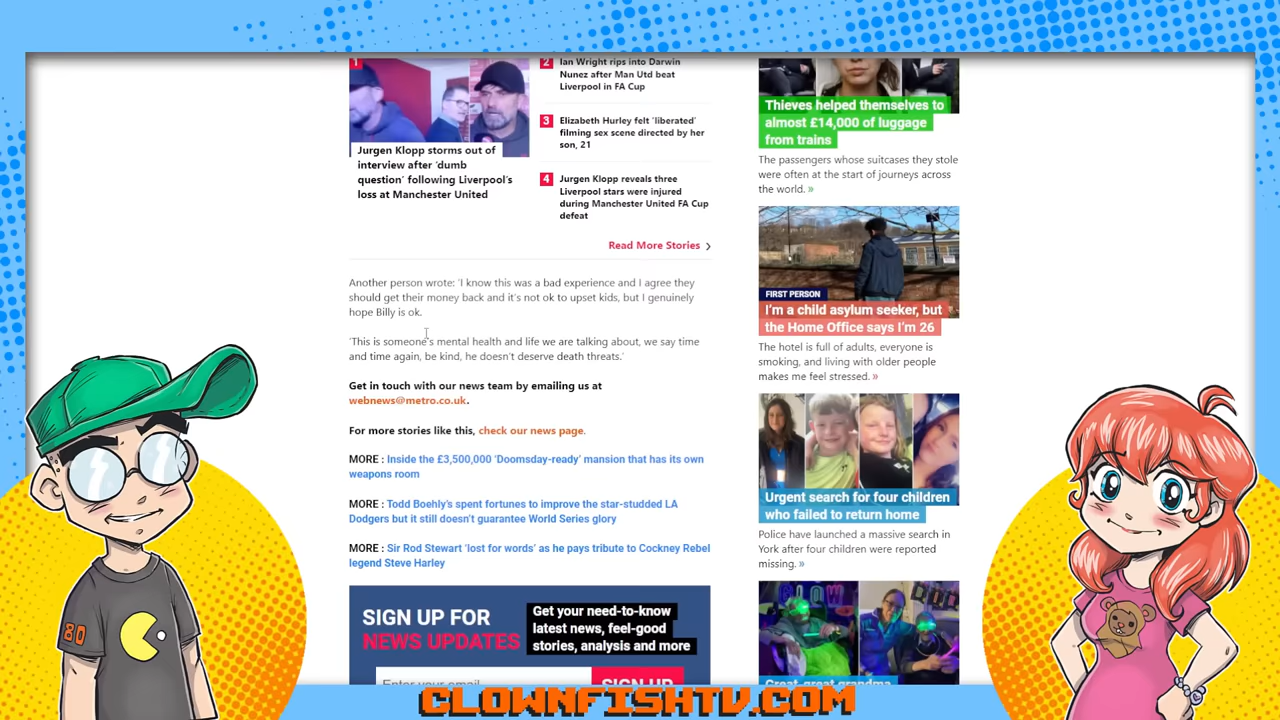 1
Jurgen Klopp storms out of
interview after 'dumb
question' following Liverpool's
loss at Manchester United
2
Ian Wright rips into Darwin
Nunez after Man Utd beat
Liverpool in FA Cup
3
Elizabeth Hurley felt 'liberated'
filming sex scene directed by her
son, 21
4
Jurgen Klopp reveals three
Liverpool stars were injured
during Manchester United FA Cup
defeat
Read More Stories
Another person wrote: 'I know this was a bad experience and I agree they
should get their money back and it's not ok to upset kids, but I genuinely
hope Billy is ok.
'This is someone's mental health and life we are talking about, we say time
and time again, be kind, he doesn't deserve death threats.'
Get in touch with our news team by emailing us at
webnews@metro.co.uk.
For more stories like this, check our news page.
MORE : Inside the £3,500,000 'Doomsday-ready' mansion that has its own
weapons room
MORE : Todd Boehly's spent fortunes to improve the star-studded LA
Dodgers but it still doesn't guarantee World Series glory
MORE : Sir Rod Stewart 'lost for words' as he pays tribute to Cockney Rebel
legend Steve Harley
SIGN UP FOR
NEWS UPDATES
Get your need-to-know
latest news, feel-good
stories, analysis and more
Enter your email
SIGN UP
Thieves helped themselves to
almost £14,000 of luggage
from trains
The passengers whose suitcases they stole
were often at the start of journeys across
the world. »
FIRST PERSON
I'm a child asylum seeker, but
the Home Office says I'm 26
The hotel is full of adults, everyone is
smoking, and living with older people
makes me feel stressed. »
Urgent search for four children
who failed to return home
Police have launched a massive search in
York after four children were reported
missing. »
Great-great grandma
80
CLOWNFISHTV.COM